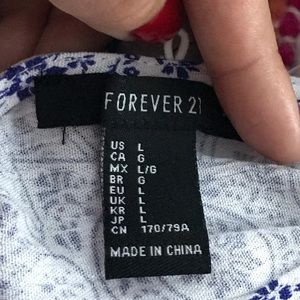 FOREVER 21
US L
CA G
MX L/G
BR G
EU L
UK L
KR L
JP L
CN 170/79A
MADE IN CHINA